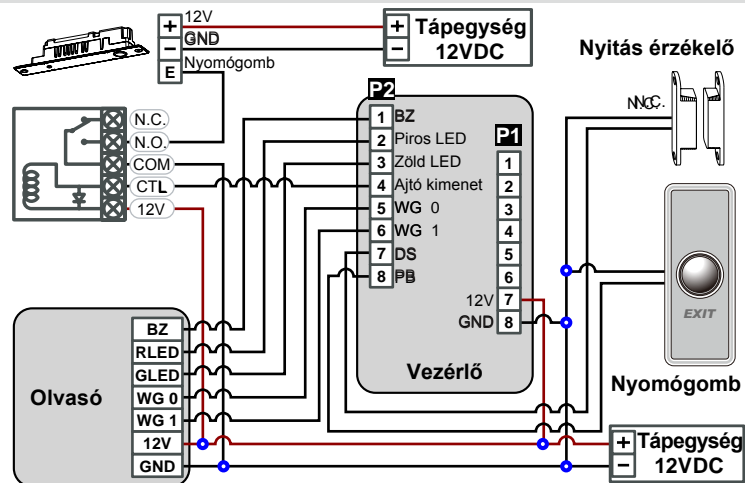 + 12V
− GND
E Nyomógomb
+ Tápegység
− 12VDC
Nyitás érzékelő
N.C.
N.C.
N.O.
COM
CTL
12V
P2
1 BZ
2 Piros LED
3 Zöld LED
4 Ajtó kimenet
5 WG 0
6 WG 1
7 DS
8 PB
P1
1
2
3
4
5
6
12V 7
GND 8
Vezérlő
EXIT
Nyomógomb
Olvasó
BZ
RLED
GLED
WG 0
WG 1
12V
GND
+ Tápegység
− 12VDC